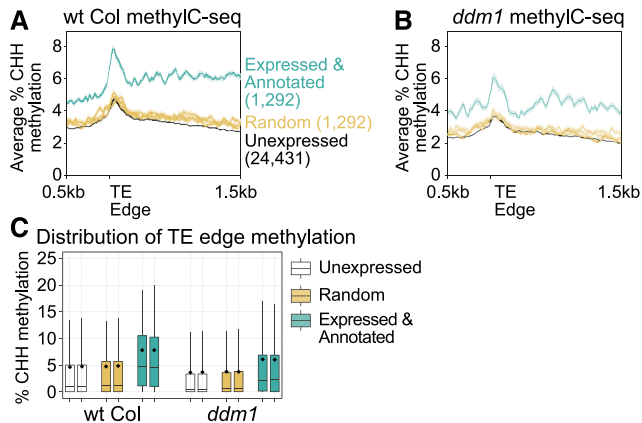 A wt Col methylC-seq
Average % CHH
methylation
8
6
4
2
0
0.5kb TE 1.5kb
Edge
Expressed &
Annotated
(1,292)
Random (1,292)
Unexpressed
(24,431)
B ddm1 methylC-seq
Average % CHH
methylation
8
6
4
2
0
0.5kb TE 1.5kb
Edge
C Distribution of TE edge methylation
% CHH methylation
25
20
15
10
5
0
wt Col ddm1
Unexpressed
Random
Expressed &
Annotated